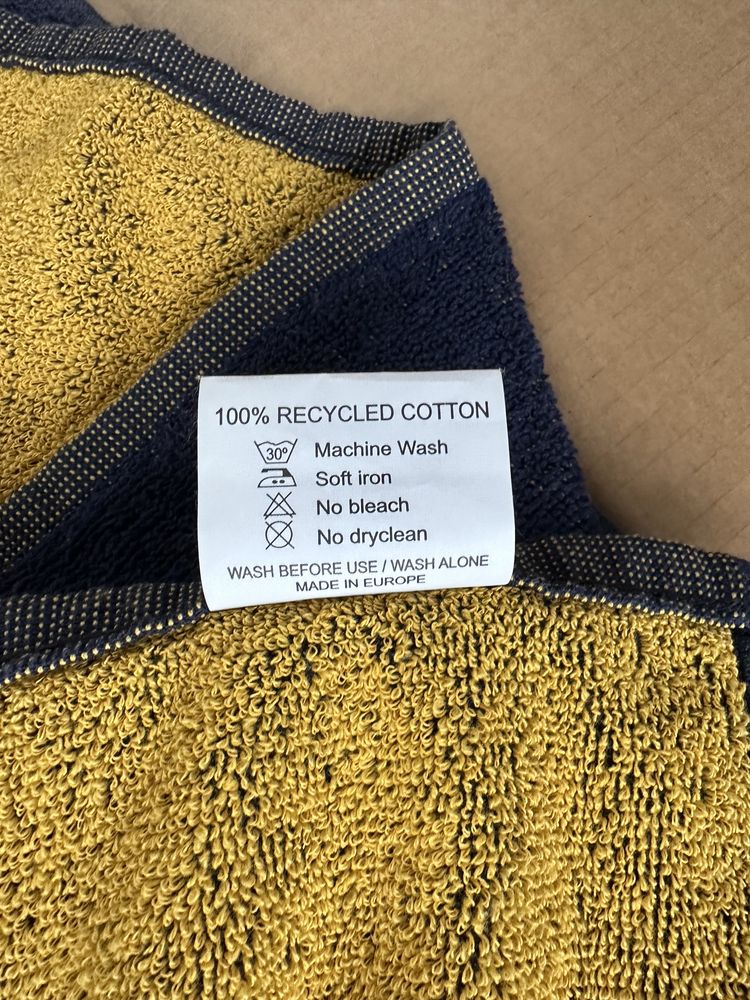 100% RECYCLED COTTON
30º Machine Wash
Soft iron
No bleach
No dryclean
WASH BEFORE USE / WASH ALONE
MADE IN EUROPE